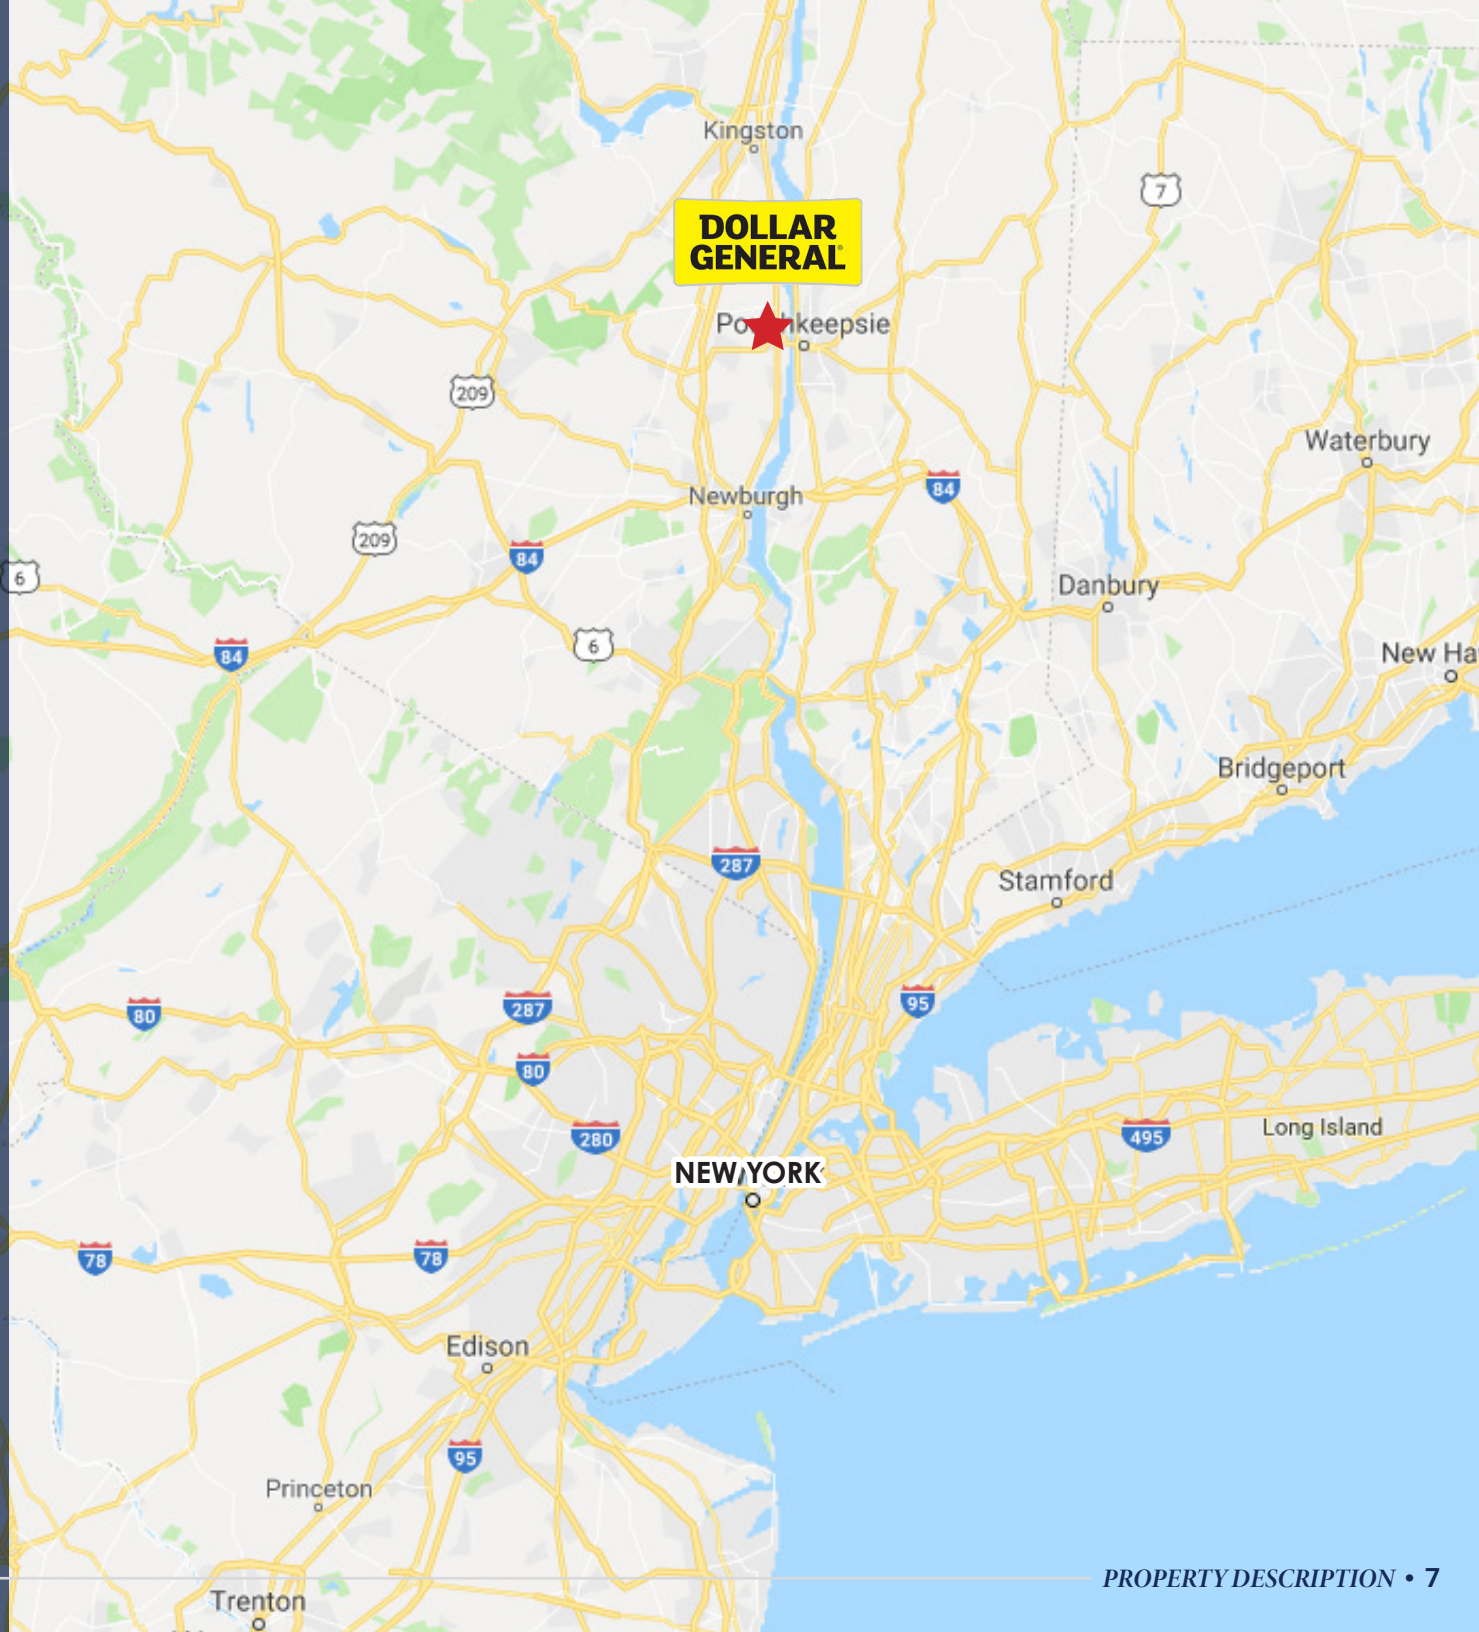 Kingston
7
DOLLAR
GENERAL®
Po hkeepsie
209
Waterbury
84
Newburgh
209
84
6
Danbury
6
84
New Ha
Bridgeport
287
Stamford
95
287
80
80
280
495
Long Island
NEW YORK
78
78
Edison
95
Princeton
PROPERTY DESCRIPTION • 7
Trenton